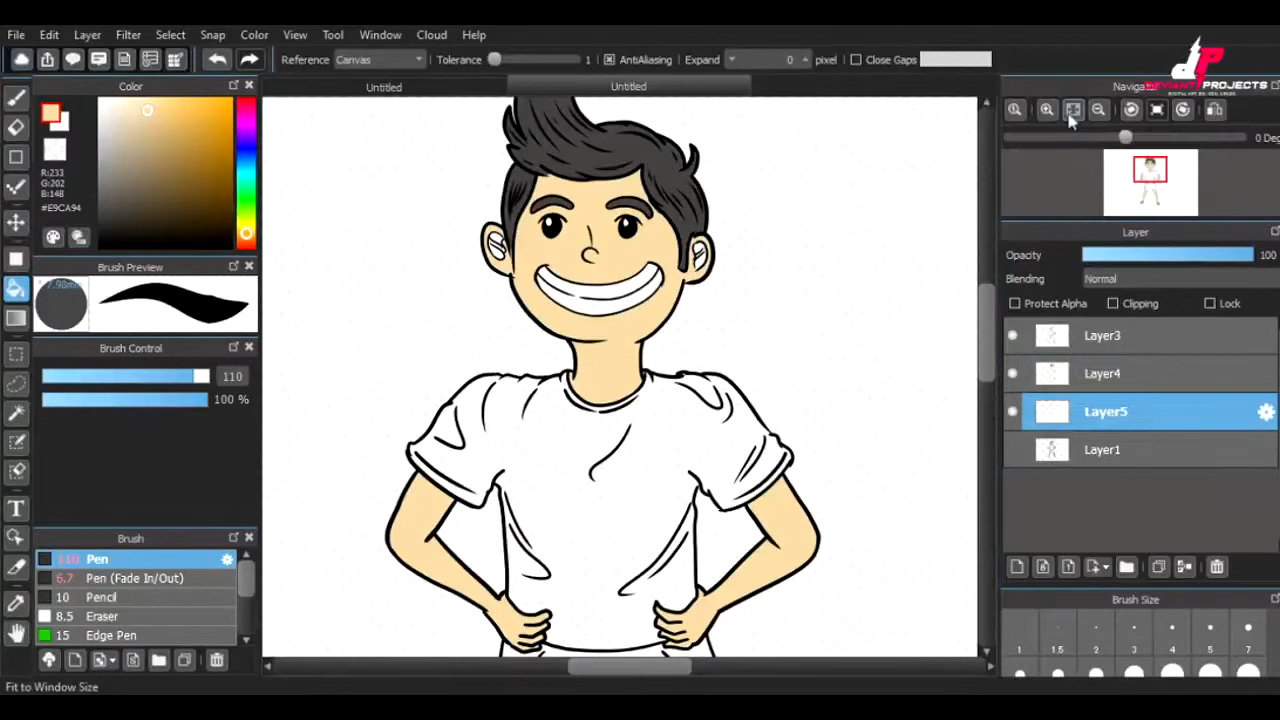 File Edit Layer Filter Select Snap Color View Tool Window Cloud Help
Reference Canvas Tolerance 1 AntiAliasing Expand 0 pixel Close Gaps
Untitled Untitled
DEVIANT PROJECTS
Color
R:233
G:202
B:148
#E9CA94
Brush Preview
7.90mm
Brush Control
110
100 %
Brush
110 Pen
6.7 Pen (Fade In/Out)
10 Pencil
8.5 Eraser
15 Edge Pen
Fit to Window Size
0 Deg
Layer
Opacity 100
Blending Normal
Protect Alpha Clipping Lock
Layer3
Layer4
Layer5
Layer1
Brush Size
1 1.5 2 3 4 5 7
T